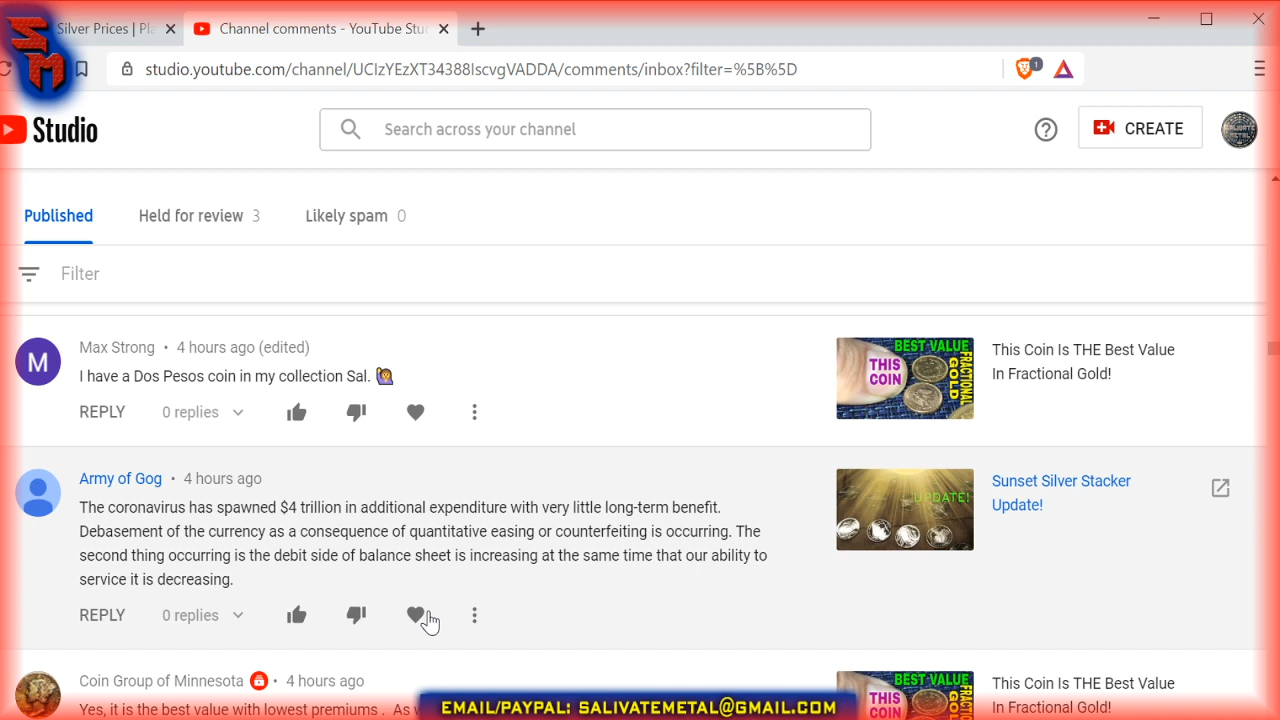 SM
Silver Prices | Pla
Channel comments - YouTube Stu
studio.youtube.com/channel/UCIzYEzXT34388IscvgVADDA/comments/inbox?filter=%5B%5D
1
Studio
Search across your channel
CREATE
SALIVATE METAL
Published
Held for review 3
Likely spam 0
Filter
Max Strong • 4 hours ago (edited)
I have a Dos Pesos coin in my collection Sal.
REPLY 0 replies
BEST VALUE
THIS COIN
FRACTIONAL GOLD
This Coin Is THE Best Value
In Fractional Gold!
M
Army of Gog • 4 hours ago
The coronavirus has spawned $4 trillion in additional expenditure with very little long-term benefit.
Debasement of the currency as a consequence of quantitative easing or counterfeiting is occurring. The
second thing occurring is the debit side of balance sheet is increasing at the same time that our ability to
service it is decreasing.
REPLY 0 replies
UPDATE!
Sunset Silver Stacker
Update!
Coin Group of Minnesota • 4 hours ago
Yes, it is the best value with lowest premiums . As
BEST VALUE
THIS
This Coin Is THE Best Value
In Fractional Gold!
EMAIL/PAYPAL: SALIVATEMETAL@GMAIL.COM